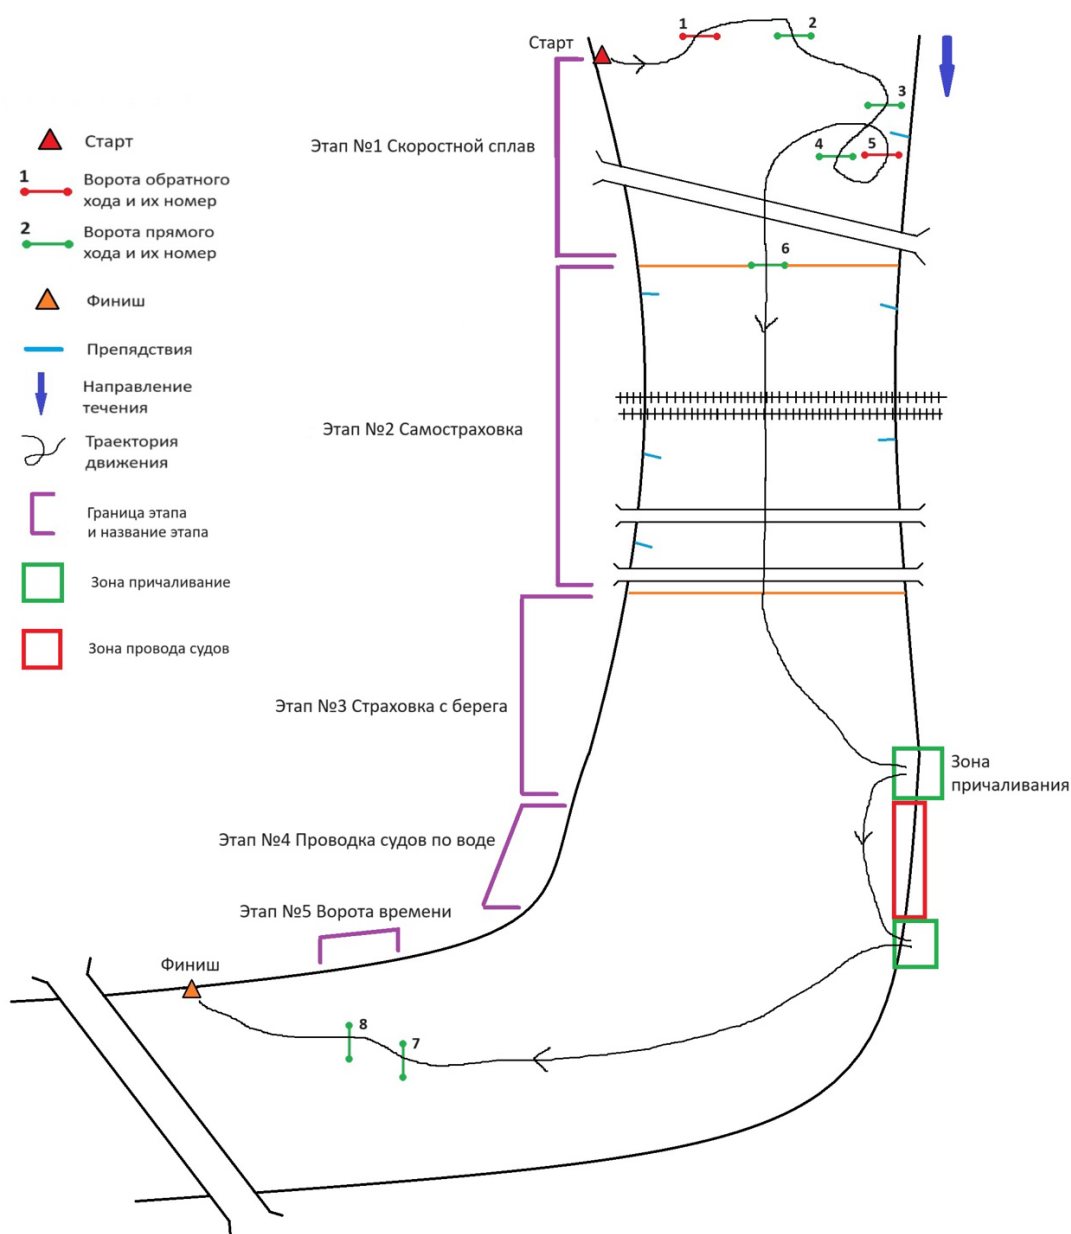 Старт
1
Ворота обратного
хода и их номер
2
Ворота прямого
хода и их номер
Финиш
Препядствия
Направление
течения
Траектория
движения
Граница этапа
и название этапа
Зона причаливание
Зона провода судов
Старт
1
2
3
4
5
6
Этап №1 Скоростной сплав
Этап №2 Самостраховка
Этап №3 Страховка с берега
Зона
причаливания
Этап №4 Проводка судов по воде
Этап №5 Ворота времени
Финиш
8
7